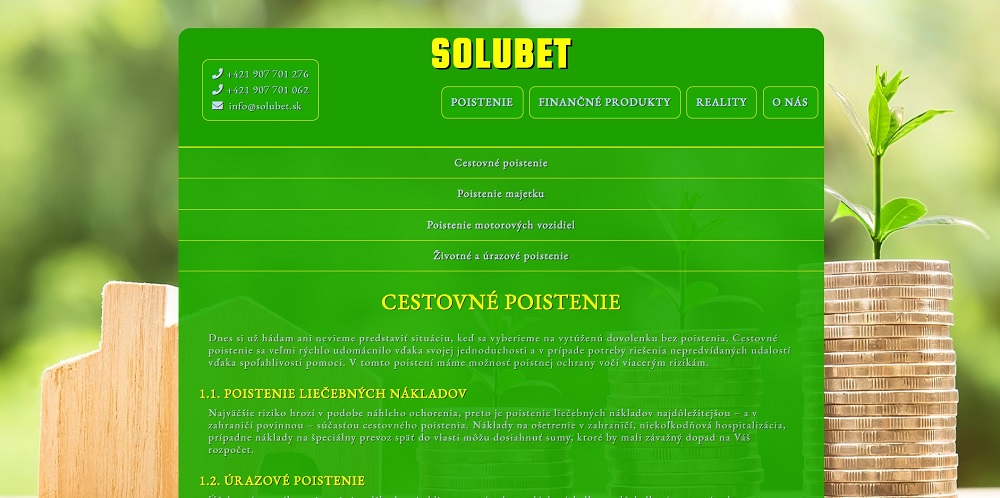 SOLUBET
+421 907 701 276
+421 907 701 062
info@solubet.sk
POISTENIE
FINANČNÉ PRODUKTY
REALITY
O NÁS
Cestovné poistenie
Poistenie majetku
Poistenie motorových vozidiel
Životné a úrazové poistenie
CESTOVNÉ POISTENIE
Dnes si už hádam ani nevieme predstaviť situáciu, keď sa vyberieme na vytúženú dovolenku bez poistenia. Cestovné
poistenie sa veľmi rýchlo udomácnilo vďaka svojej jednoduchosti a v prípade potreby riešenia nepredvídaných udalostí
vďaka spoľahlivosti pomoci. V tomto poistení máme možnosť poistnej ochrany voči viacerým rizikám.
1.1. POISTENIE LIEČEBNÝCH NÁKLADOV
Najväčšie riziko hrozí v podobe náhleho ochorenia, preto je poistenie liečebných nákladov najdôležitejšou – a v
zahraničí povinnou – súčasťou cestovného poistenia. Náklady na ošetrenie v zahraničí, niekoľkodňová hospitalizácia,
prípadne náklady na špeciálny prevoz späť do vlasti môžu dosiahnuť sumy, ktoré by mali závažný dopad na Váš
rozpočet.
1.2. ÚRAZOVÉ POISTENIE